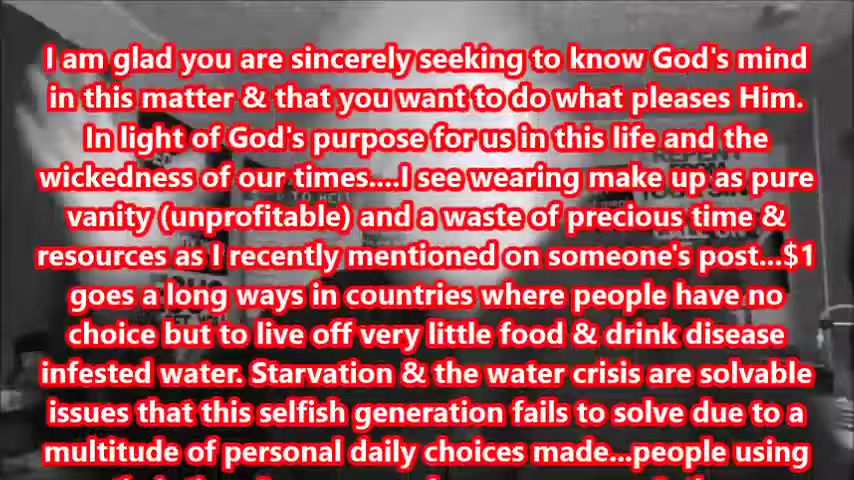 I am glad you are sincerely seeking to know God's mind
in this matter & that you want to do what pleases Him.
In light of God's purpose for us in this life and the
wickedness of our times....I see wearing make up as pure
vanity (unprofitable) and a waste of precious time &
resources as I recently mentioned on someone's post...$1
goes a long ways in countries where people have no
choice but to live off very little food & drink disease
infested water. Starvation & the water crisis are solvable
issues that this selfish generation fails to solve due to a
multitude of personal daily choices made...people using
REPENT